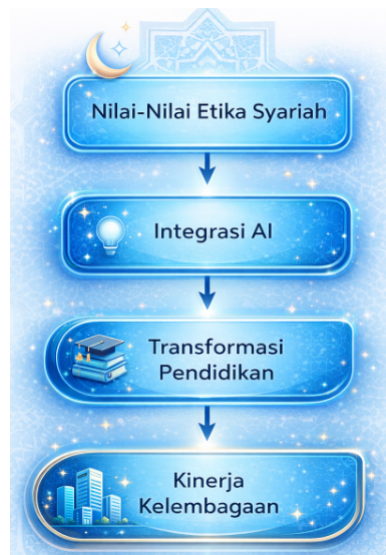 Nilai-Nilai Etika Syariah
Integrasi AI
Transformasi
Pendidikan
Kinerja
Kelembagaan